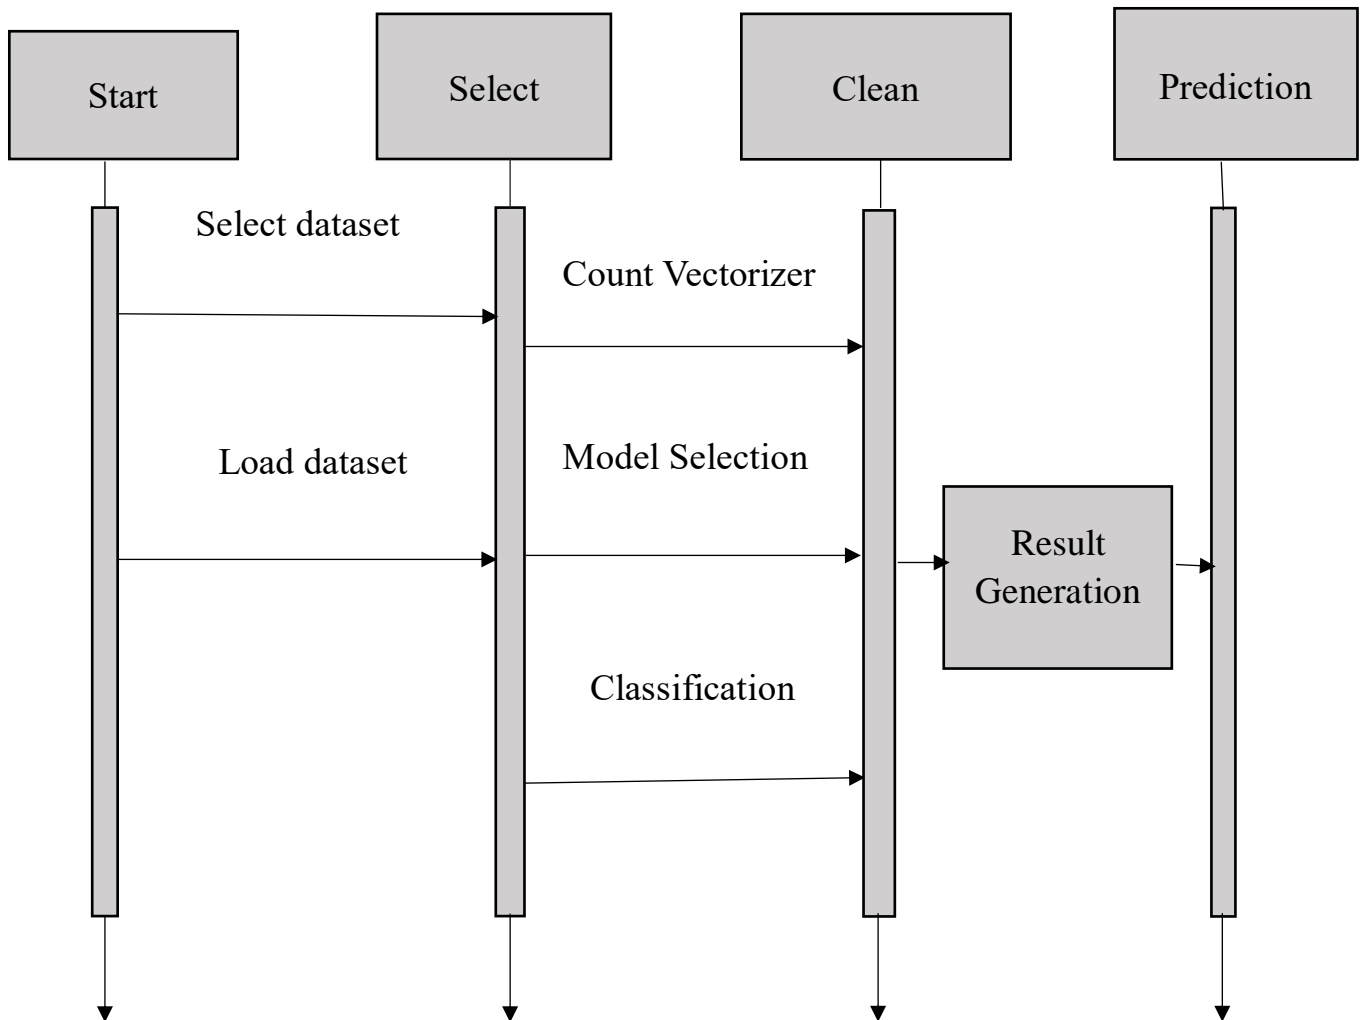 Start
Select
Clean
Prediction
Select dataset
Count Vectorizer
Load dataset
Model Selection
Result
Generation
Classification